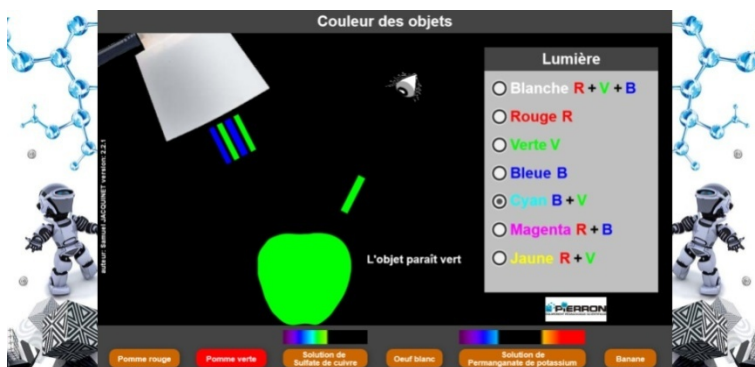 Couleur des objets
Lumière
Blanche R + V + B
Rouge R
Verte V
Bleue B
Cyan B + V
Magenta R + B
Jaune R + V
L'objet paraît vert
auteur: Samuel JACQUINET version: 2.2.1
PIERRON
Pomme rouge
Pomme verte
Solution de
Sulfate de cuivre
Oeuf blanc
Solution de
Permanganate de potassium
Banane